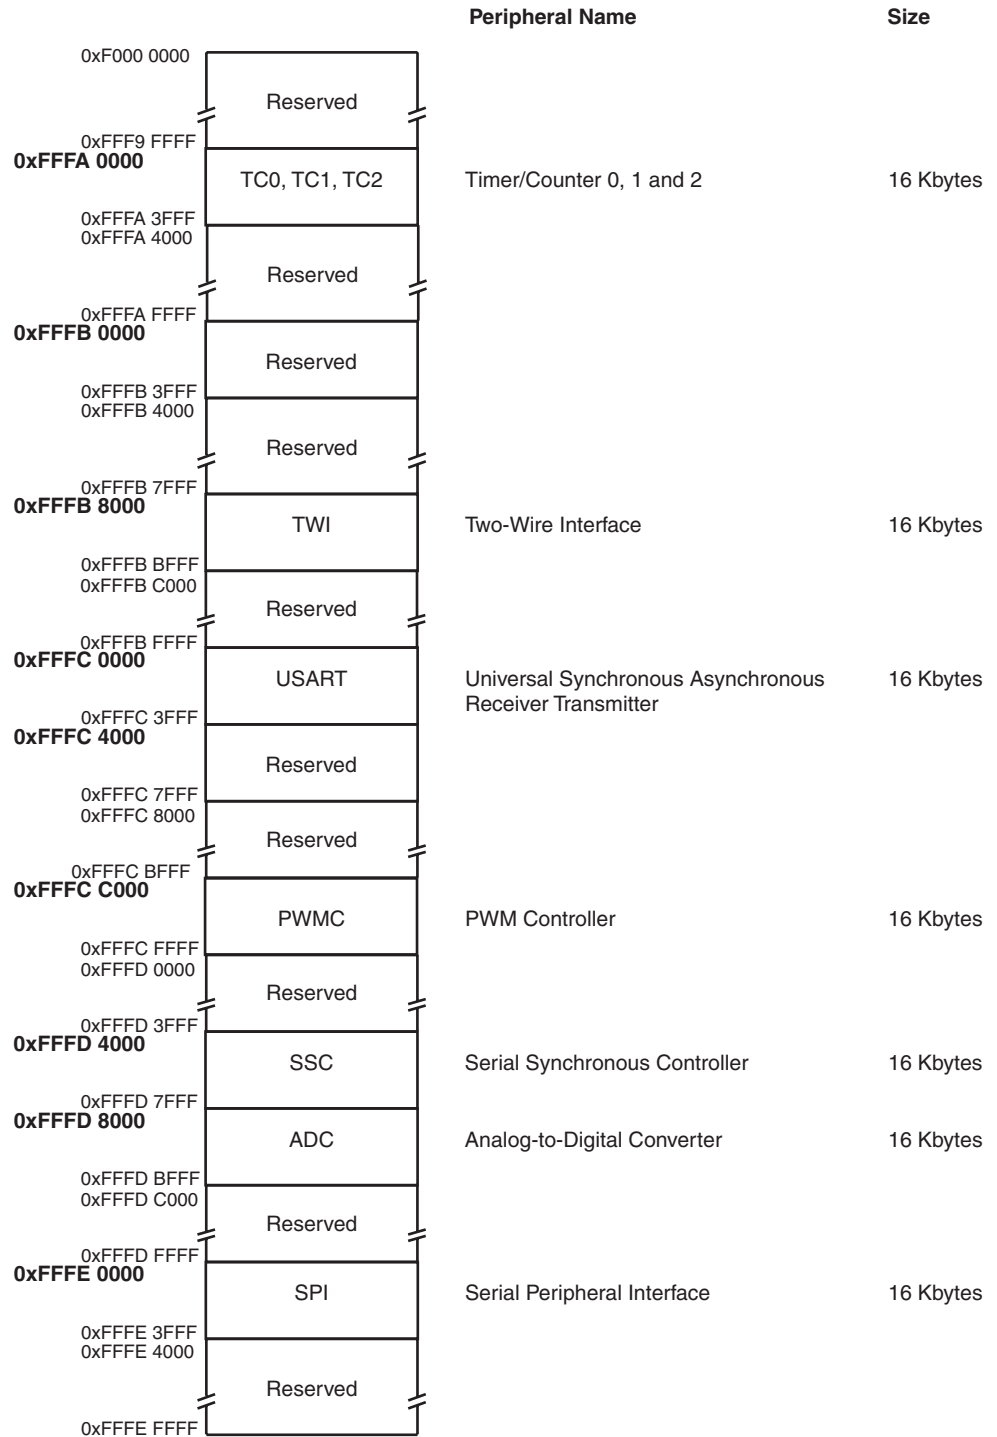 Peripheral Name Size
0xF000 0000
Reserved
0xFFF9 FFFF
0xFFFA 0000
TC0, TC1, TC2 Timer/Counter 0, 1 and 2 16 Kbytes
0xFFFA 3FFF
0xFFFA 4000
Reserved
0xFFFA FFFF
0xFFFB 0000
Reserved
0xFFFB 3FFF
0xFFFB 4000
Reserved
0xFFFB 7FFF
0xFFFB 8000
TWI Two-Wire Interface 16 Kbytes
0xFFFB BFFF
0xFFFB C000
Reserved
0xFFFB FFFF
0xFFFC 0000
USART Universal Synchronous Asynchronous 16 Kbytes
Receiver Transmitter
0xFFFC 3FFF
0xFFFC 4000
Reserved
0xFFFC 7FFF
0xFFFC 8000
Reserved
0xFFFC BFFF
0xFFFC C000
PWMC PWM Controller 16 Kbytes
0xFFFC FFFF
0xFFFD 0000
Reserved
0xFFFD 3FFF
0xFFFD 4000
SSC Serial Synchronous Controller 16 Kbytes
0xFFFD 7FFF
0xFFFD 8000
ADC Analog-to-Digital Converter 16 Kbytes
0xFFFD BFFF
0xFFFD C000
Reserved
0xFFFD FFFF
0xFFFE 0000
SPI Serial Peripheral Interface 16 Kbytes
0xFFFE 3FFF
0xFFFE 4000
Reserved
0xFFFE FFFF